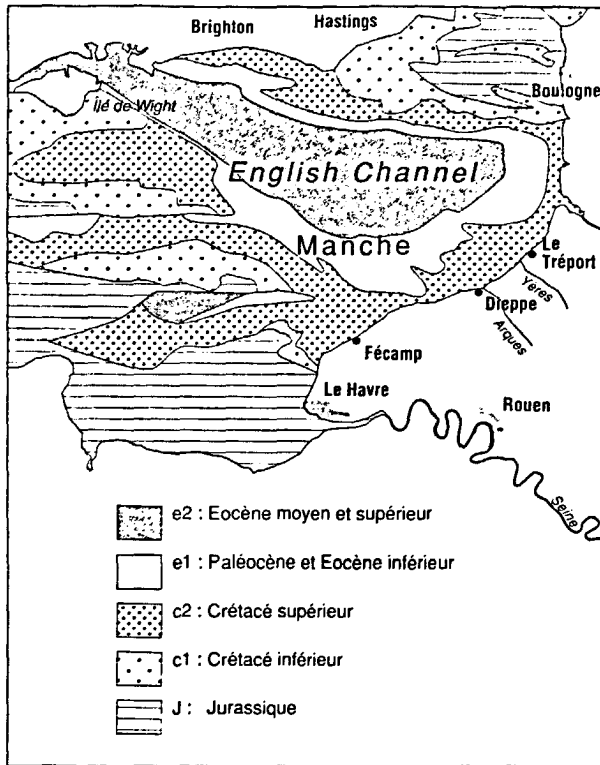 Brighton
Hastings
Boulogne
Île de Wight
English Channel
Manche
Le
Tréport
Yeres
Dieppe
Arques
Fécamp
Le Havre
Rouen
Seine
e2 : Eocène moyen et supérieur
e1 : Paléocène et Eocène inférieur
c2 : Crétacé supérieur
c1 : Crétacé inférieur
J : Jurassique